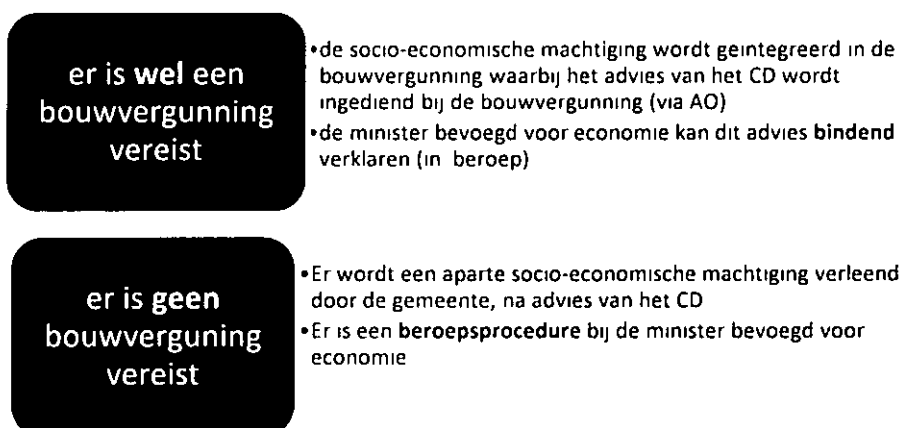 er is wel een
bouwvergunning
vereist
•de socio-economische machtiging wordt geintegreerd in de
bouwvergunning waarbij het advies van het CD wordt
ingediend bij de bouwvergunning (via AO)
•de minister bevoegd voor economie kan dit advies bindend
verklaren (in beroep)
er is geen
bouwverguning
vereist
•Er wordt een aparte socio-economische machtiging verleend
door de gemeente, na advies van het CD
•Er is een beroepsprocedure bij de minister bevoegd voor
economie